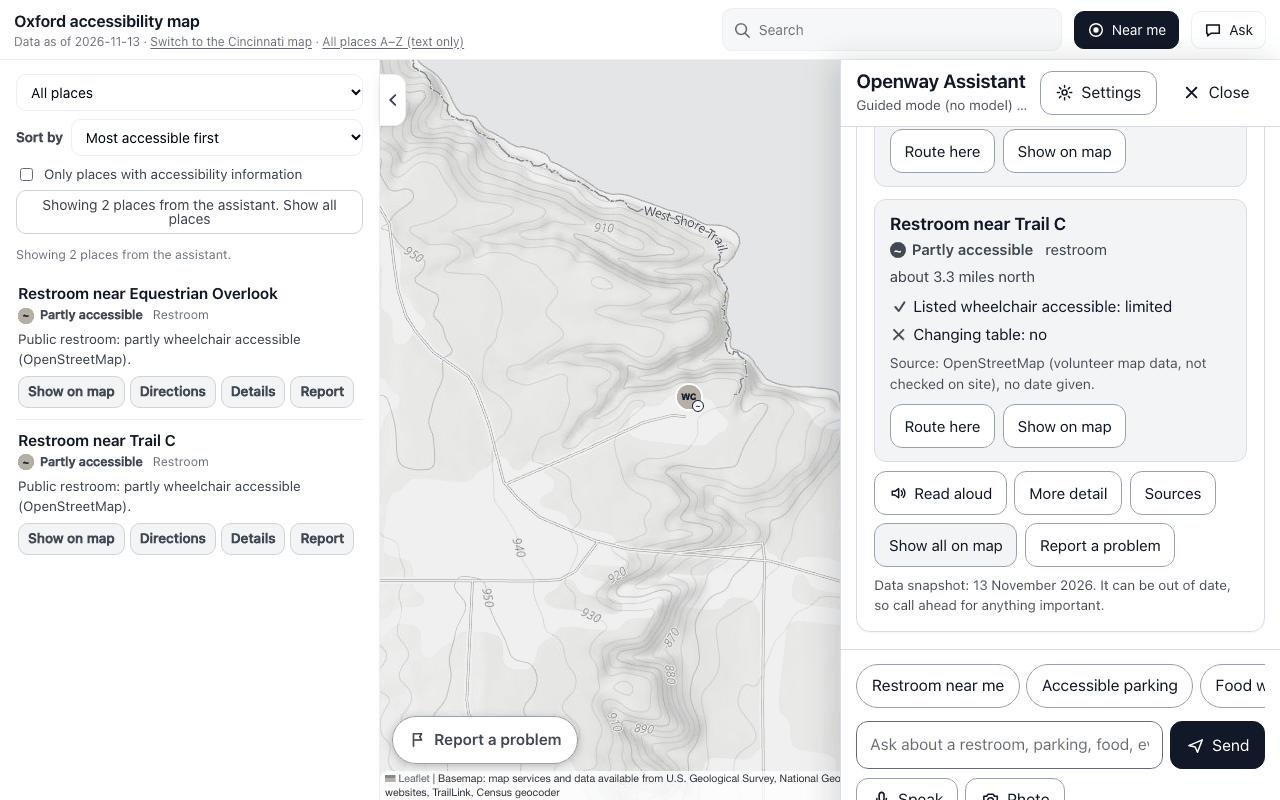 Oxford accessibility map
Data as of 2026-11-13 · Switch to the Cincinnati map · All places A–Z (text only)
Search
Near me
Ask
All places
Sort by
Most accessible first
Only places with accessibility information
Showing 2 places from the assistant. Show all
places
Showing 2 places from the assistant.
Restroom near Equestrian Overlook
~ Partly accessible Restroom
Public restroom: partly wheelchair accessible
(OpenStreetMap).
Show on map Directions Details Report
Restroom near Trail C
~ Partly accessible Restroom
Public restroom: partly wheelchair accessible
(OpenStreetMap).
Show on map Directions Details Report
West Shore Trail
910
950
WC
~
940
920
950
930
870
880
910
890
Report a problem
Leaflet | Basemap: map services and data available from U.S. Geological Survey, National Geo
websites, TrailLink, Census geocoder
Openway Assistant
Guided mode (no model) ...
Settings
Close
Route here Show on map
Restroom near Trail C
~ Partly accessible restroom
about 3.3 miles north
Listed wheelchair accessible: limited
Changing table: no
Source: OpenStreetMap (volunteer map data, not
checked on site), no date given.
Route here Show on map
Read aloud More detail Sources
Show all on map Report a problem
Data snapshot: 13 November 2026. It can be out of date,
so call ahead for anything important.
Restroom near me Accessible parking Food w
Ask about a restroom, parking, food, ev
Send
Speak Photo